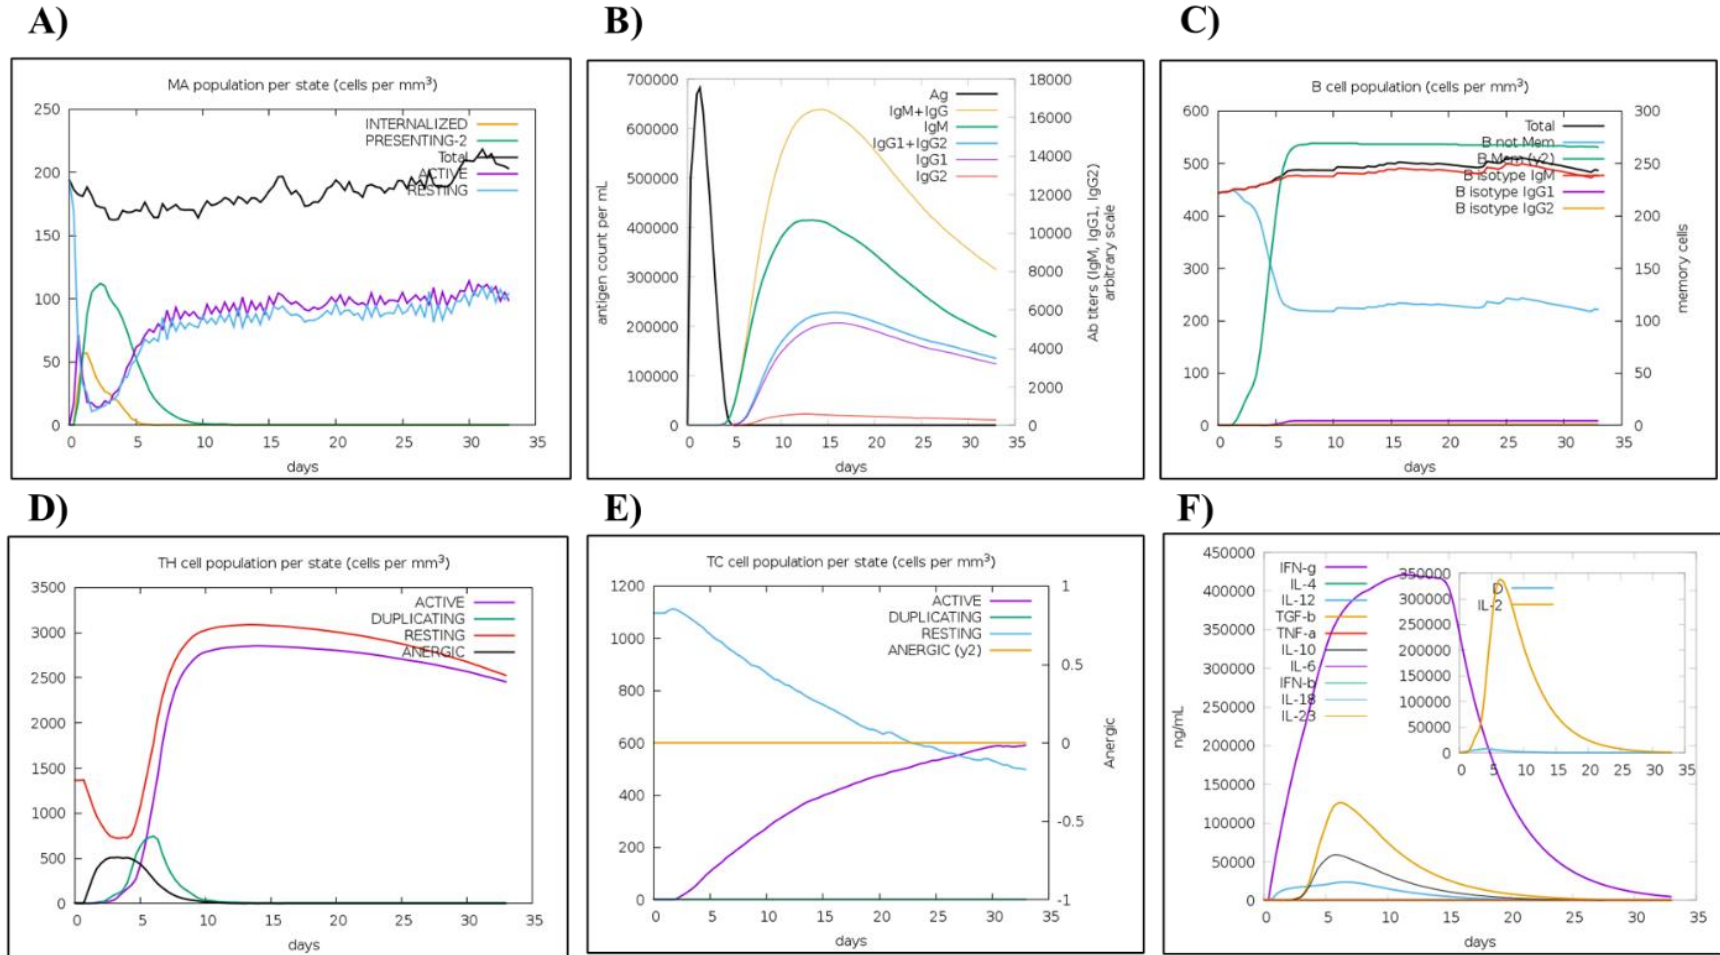 A)
B)
C)
MA population per state (cells per mm³)
250
200
150
100
50
0
INTERNALIZED
PRESENTING-2
Total
ACTIVE
RESTING
0 5 10 15 20 25 30 35
days
700000
600000
500000
400000
300000
200000
100000
0
antigen count per mL
Ag
IgM+IgG
IgM
IgG1+IgG2
IgG1
IgG2
18000
16000
14000
12000
10000
8000
6000
4000
2000
0
Ab titers (IgM, IgG1, IgG2)
arbitrary scale
0 5 10 15 20 25 30 35
days
B cell population (cells per mm³)
600
500
400
300
200
100
0
Total
B not Mem
B Mem (y2)
B isotype IgM
B isotype IgG1
B isotype IgG2
300
250
200
150
100
50
0
memory cells
0 5 10 15 20 25 30 35
days
D)
E)
F)
TH cell population per state (cells per mm³)
3500
3000
2500
2000
1500
1000
500
0
ACTIVE
DUPLICATING
RESTING
ANERGIC
0 5 10 15 20 25 30 35
days
TC cell population per state (cells per mm³)
1200
1000
800
600
400
200
0
ACTIVE
DUPLICATING
RESTING
ANERGIC (y2)
1
0.5
0
-0.5
-1
Anergic
0 5 10 15 20 25 30 35
days
450000
400000
350000
300000
250000
200000
150000
100000
50000
0
ng/mL
IFN-g
IL-4
IL-12
TGF-b
TNF-a
IL-10
IL-6
IFN-b
IL-18
IL-23
350000
300000
250000
200000
150000
100000
50000
0
D
IL-2
0 5 10 15 20 25 30 35
0 5 10 15 20 25 30 35
days